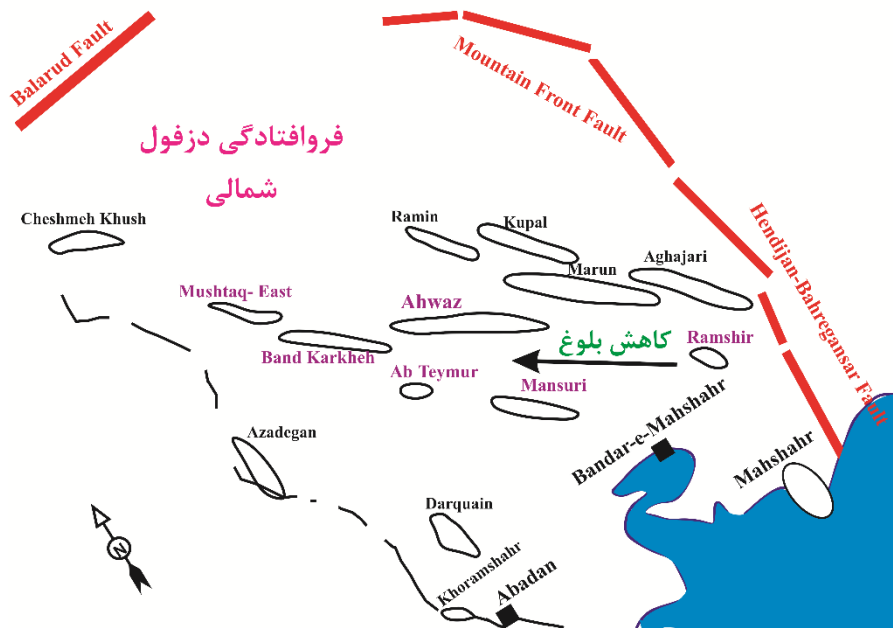 Balarud Fault
Mountain Front Fault
Hendijan-Bahregansar Fault
فروافتادگی دزفول
شمالی
Cheshmeh Khush
Ramin
Kupal
Marun
Aghajari
Mushtaq- East
Ahwaz
Band Karkheh
کاهش بلوغ
Ramshir
Ab Teymur
Mansuri
Azadegan
Bandar-e-Mahshahr
Mahshahr
Darquain
Khoramshahr
Abadan
N